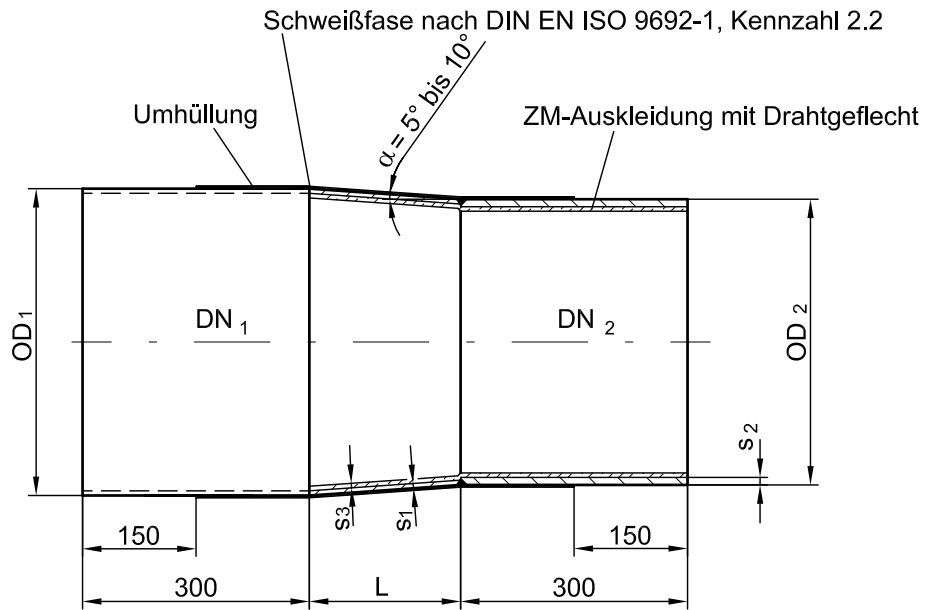 Schweißfase nach DIN EN ISO 9692-1, Kennzahl 2.2
α = 5° bis 10°
Umhüllung
ZM-Auskleidung mit Drahtgeflecht
OD1
DN 1
DN 2
OD 2
s 2
s3
s1
150
150
300
L
300